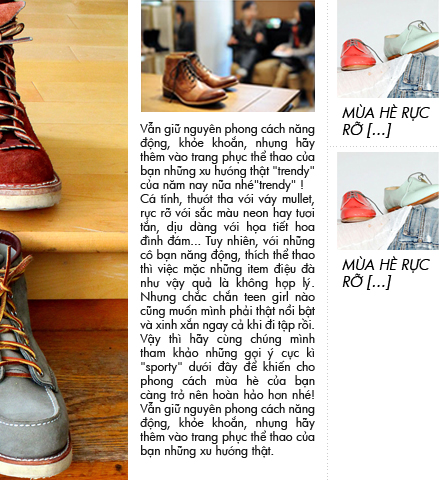 Vẫn giữ nguyên phong cách năng
động, khỏe khoắn, nhưng hãy
thêm vào trang phục thể thao của
bạn những xu hướng thật "trendy"
của năm nay nữa nhé"trendy" !
Cá tính, thướt tha với váy mullet,
rực rỡ với sắc màu neon hay tươi
tắn, dịu dàng với họa tiết hoa
đình đám... Tuy nhiên, với những
cô bạn năng động, thích thể thao
thì việc mặc những item điệu đà
như vậy quả là không hợp lý.
Nhưng chắc chắn teen girl nào
cũng muốn mình phải thật nổi bật
và xinh xắn ngay cả khi đi tập rồi.
Vậy thì hãy cùng chúng mình
tham khảo những gợi ý cực kì
"sporty" dưới đây để khiến cho
phong cách mùa hè của bạn
càng trở nên hoàn hảo hơn nhé!
Vẫn giữ nguyên phong cách năng
động, khỏe khoắn, nhưng hãy
thêm vào trang phục thể thao của
bạn những xu hướng thật.
MÙA HÈ RỰC
RỠ [...]
MÙA HÈ RỰC
RỠ [...]